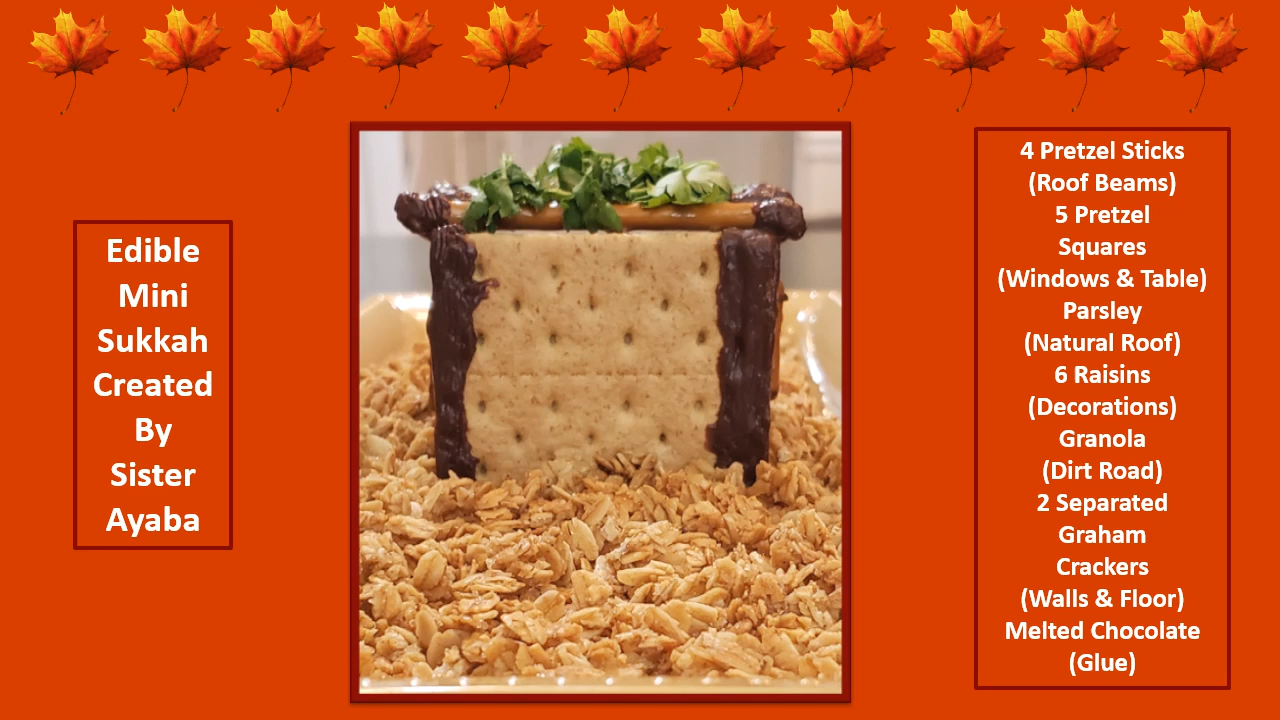 Edible
Mini
Sukkah
Created
By
Sister
Ayaba
4 Pretzel Sticks
(Roof Beams)
5 Pretzel
Squares
(Windows & Table)
Parsley
(Natural Roof)
6 Raisins
(Decorations)
Granola
(Dirt Road)
2 Separated
Graham
Crackers
(Walls & Floor)
Melted Chocolate
(Glue)